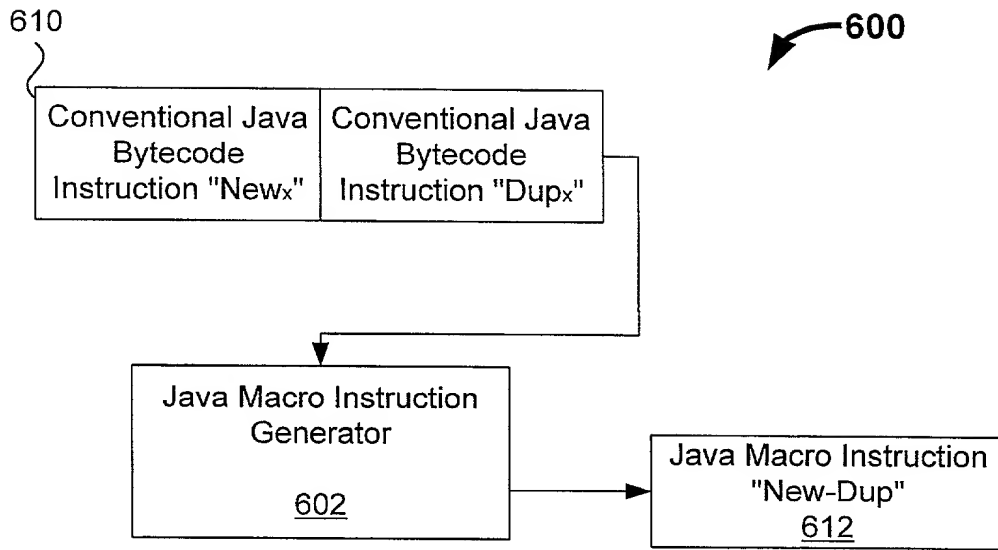 610
600
Conventional Java
Bytecode
Instruction "Newx"
Conventional Java
Bytecode
Instruction "Dupx"
Java Macro Instruction
Generator
602
Java Macro Instruction
"New-Dup"
612